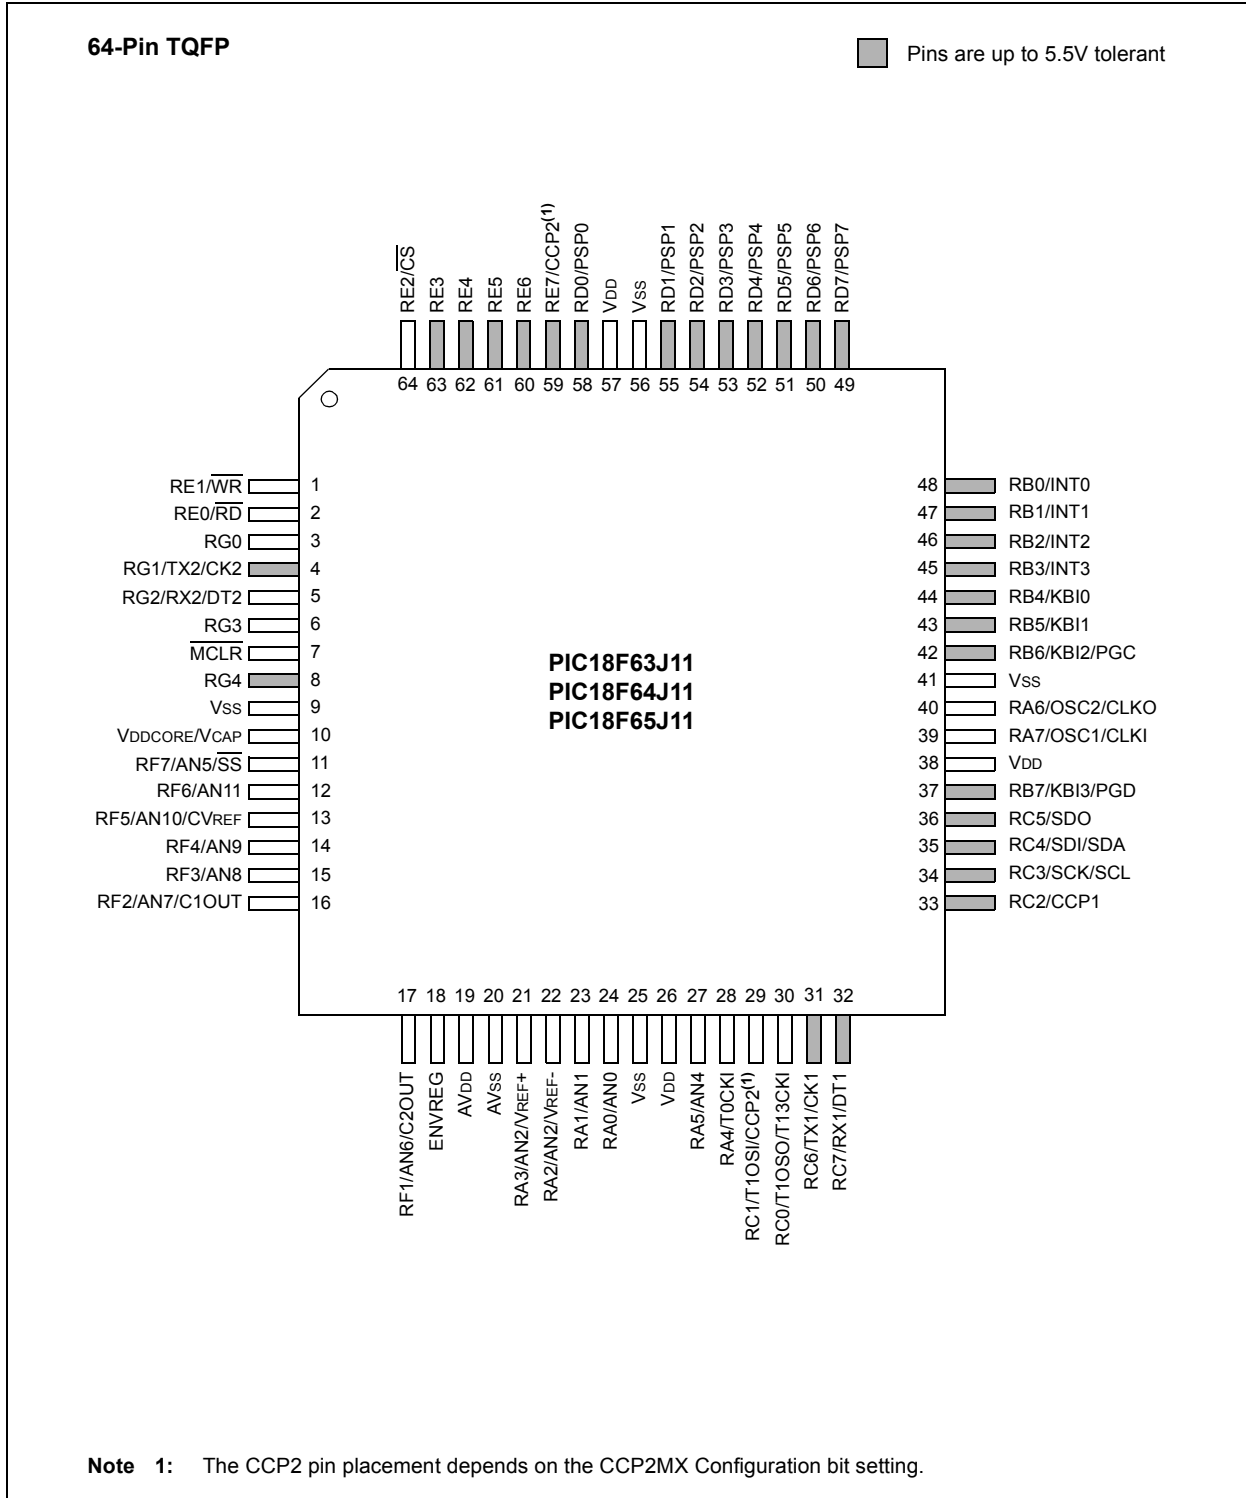 64-Pin TQFP
Pins are up to 5.5V tolerant
RE2/CS
RE3
RE4
RE5
RE6
RE7/CCP2(1)
RD0/PSP0
VDD
VSS
RD1/PSP1
RD2/PSP2
RD3/PSP3
RD4/PSP4
RD5/PSP5
RD6/PSP6
RD7/PSP7
64 63 62 61 60 59 58 57 56 55 54 53 52 51 50 49
RE1/WR 1
RE0/RD 2
RG0 3
RG1/TX2/CK2 4
RG2/RX2/DT2 5
RG3 6
MCLR 7
RG4 8
VSS 9
VDDCORE/VCAP 10
RF7/AN5/SS 11
RF6/AN11 12
RF5/AN10/CVREF 13
RF4/AN9 14
RF3/AN8 15
RF2/AN7/C1OUT 16
PIC18F63J11
PIC18F64J11
PIC18F65J11
48 RB0/INT0
47 RB1/INT1
46 RB2/INT2
45 RB3/INT3
44 RB4/KBI0
43 RB5/KBI1
42 RB6/KBI2/PGC
41 VSS
40 RA6/OSC2/CLKO
39 RA7/OSC1/CLKI
38 VDD
37 RB7/KBI3/PGD
36 RC5/SDO
35 RC4/SDI/SDA
34 RC3/SCK/SCL
33 RC2/CCP1
17 18 19 20 21 22 23 24 25 26 27 28 29 30 31 32
RF1/AN6/C2OUT
ENVREG
AVDD
AVSS
RA3/AN2/VREF+
RA2/AN2/VREF-
RA1/AN1
RA0/AN0
VSS
VDD
RA5/AN4
RA4/T0CKI
RC1/T1OSI/CCP2(1)
RC0/T1OSO/T13CKI
RC6/TX1/CK1
RC7/RX1/DT1
Note 1: The CCP2 pin placement depends on the CCP2MX Configuration bit setting.